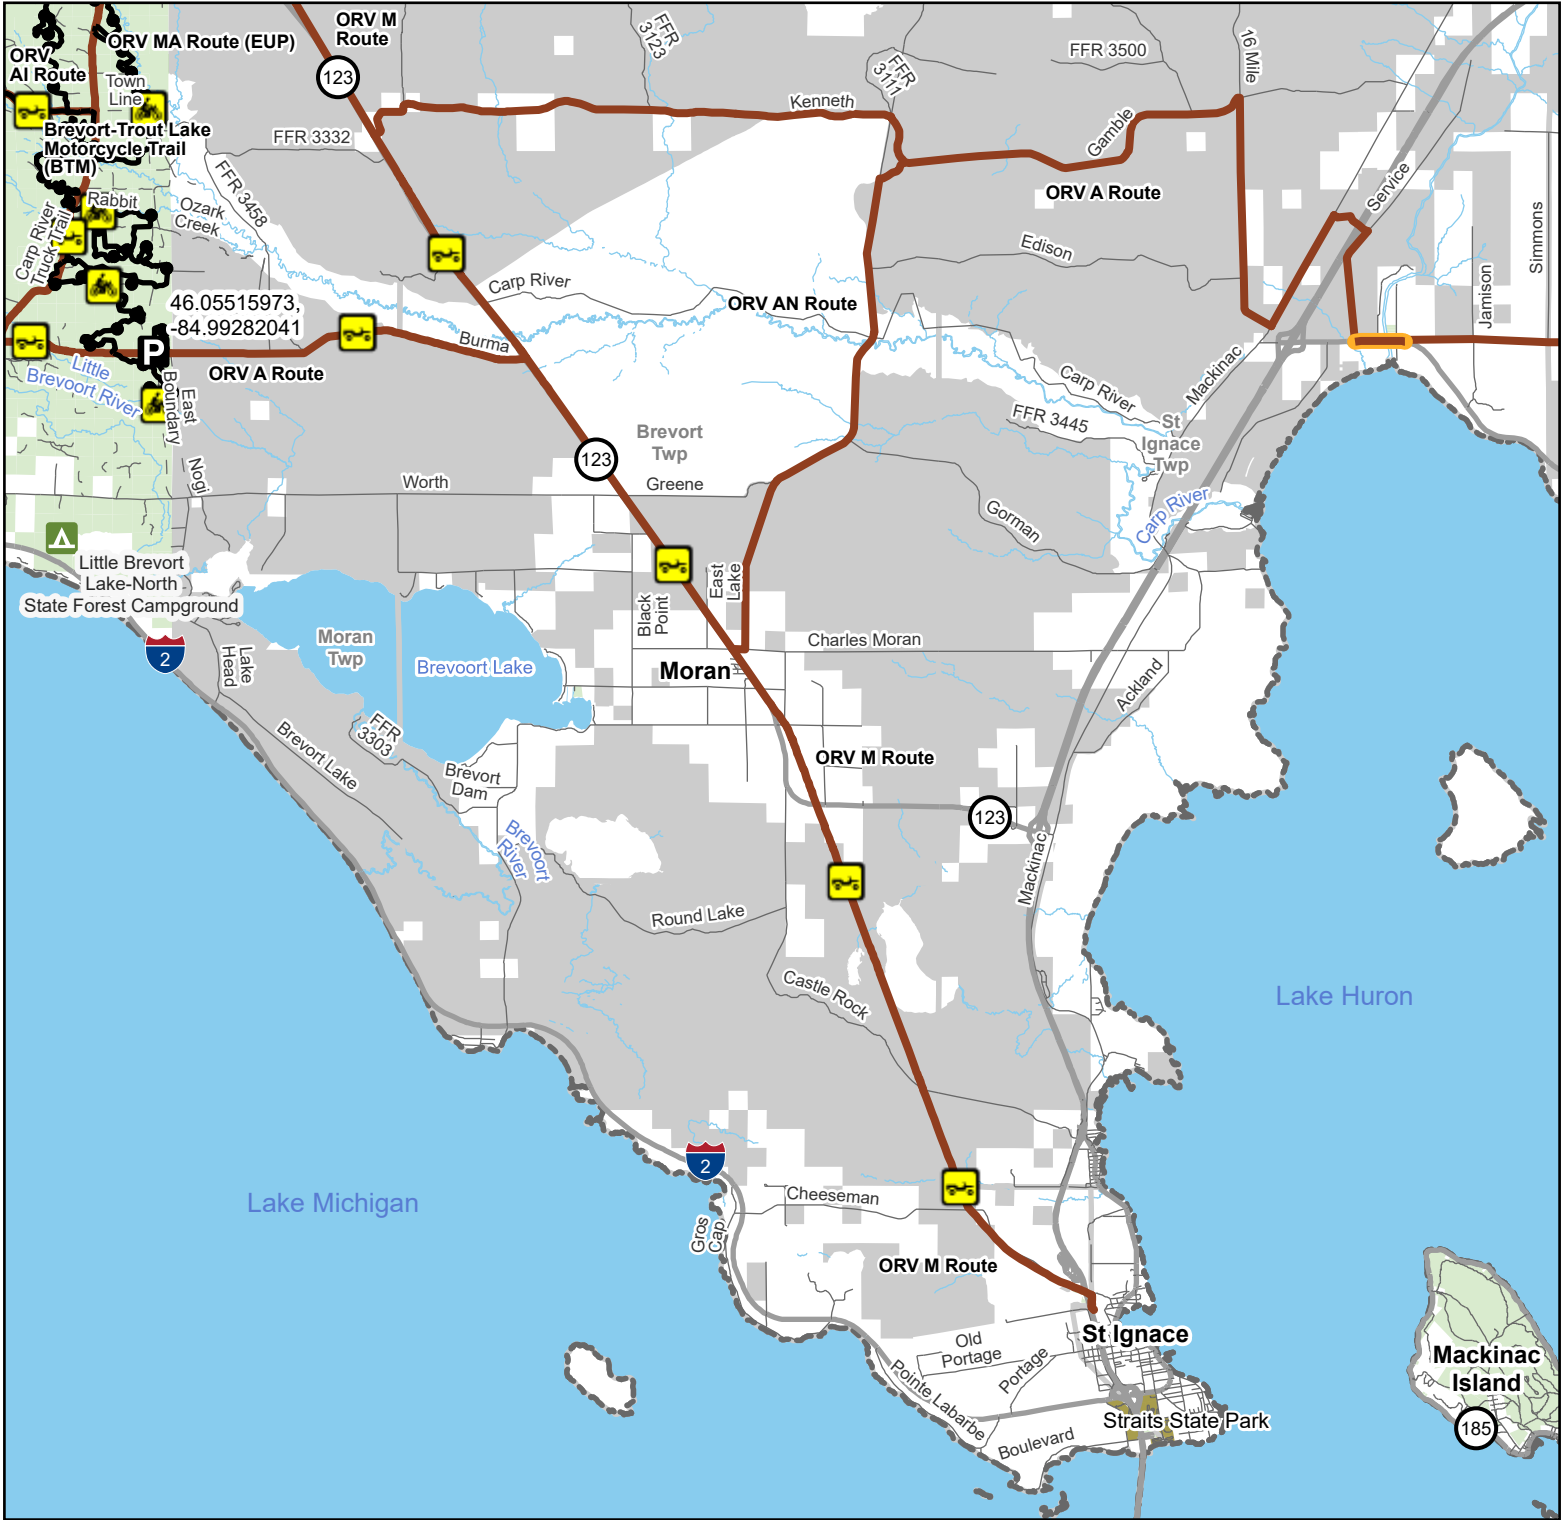 ORV M
Route
ORV MA Route (EUP)
ORV
AI Route
Town
Line
123
FFR
3123
FFR
3111
FFR 3500
16 Mile
Kenneth
Gamble
Service
Simmons
FFR 3332
Brevort-Trout Lake
Motorcycle Trail
(BTM)
Rabbit
FFR 3458
Ozark
Creek
Carp River
Truck Trail
ORV A Route
Edison
Jamison
46.05515973,
-84.99282041
Carp River
ORV AN Route
Burma
P
Little
Brevoort River
ORV A Route
East
Boundary
Mackinac
Carp River
FFR 3445
St
Ignace
Twp
Brevort
Twp
123
Nogi
Worth
Greene
Gorman
Carp River
Little Brevort
Lake-North
State Forest Campground
East
Lake
Black
Point
Moran
Twp
Brevoort Lake
Charles Moran
Moran
2
Lake
Head
Ackland
FFR
3303
Brevort Lake
Brevort
Dam
ORV M Route
123
Brevoort
River
Mackinac
Round Lake
Castle Rock
Lake Huron
2
Lake Michigan
Cheeseman
Gros
Cap
ORV M Route
St Ignace
Old
Portage
Portage
Mackinac
Island
Pointe Labarbe
Boulevard
Straits State Park
185